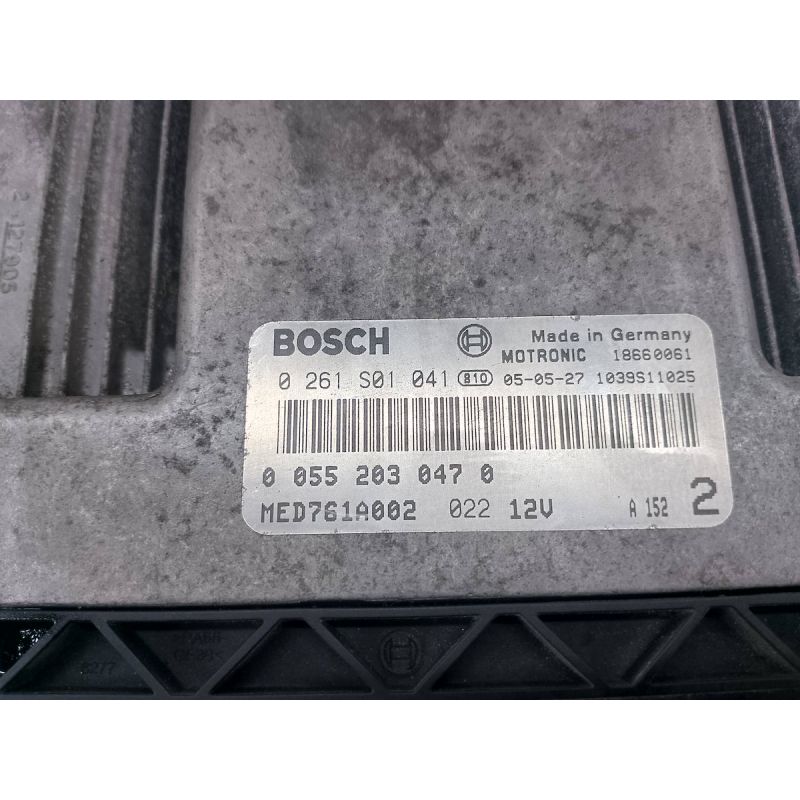 BOSCH Made in Germany
MOTRONIC 18660061
0 261 S01 041 810 05-05-27 1039S11025
0 055 203 047 0
MED761A002 022 12V A 152 2